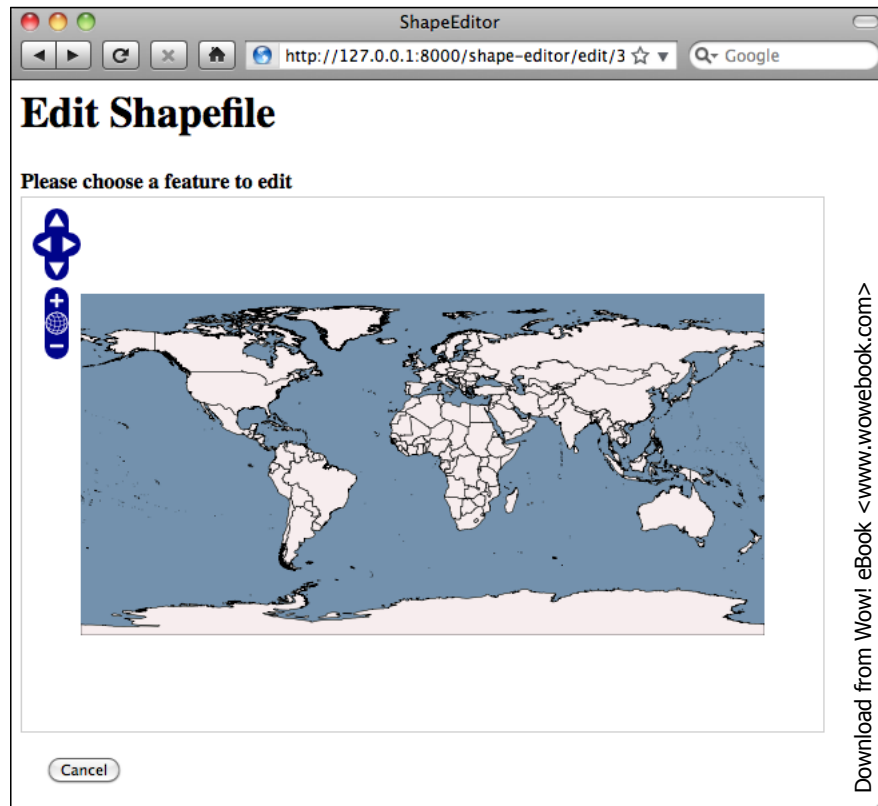 ShapeEditor
http://127.0.0.1:8000/shape-editor/edit/3
Google
Edit Shapefile
Please choose a feature to edit
Cancel
Download from Wow! eBook <www.wowebook.com>